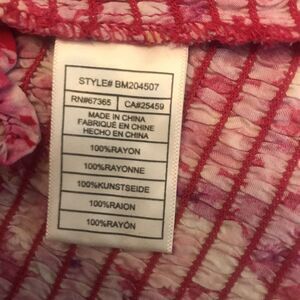 STYLE# BM204507
RN#67365 CA#25459
MADE IN CHINA
FABRIQUÉ EN CHINE
HECHO EN CHINA
100%RAYON
100%RAYONNE
100%KUNSTSEIDE
100%RAION
100%RAYÓN